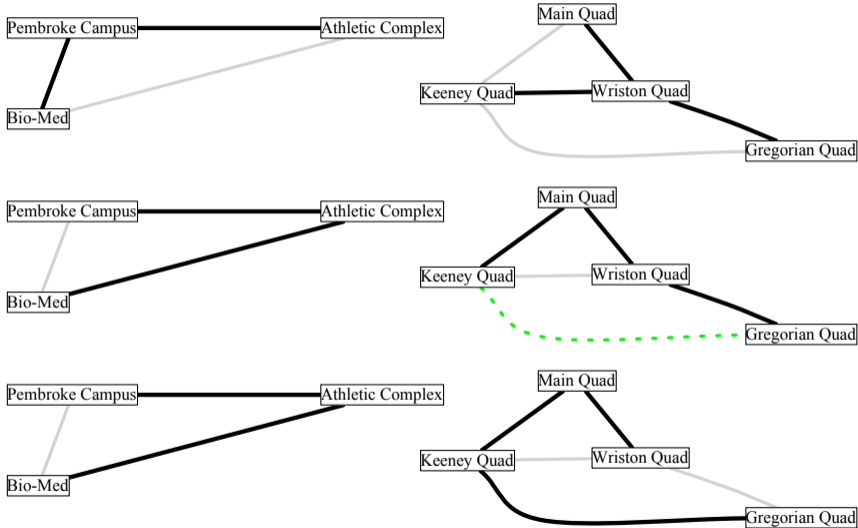 Pembroke Campus
Athletic Complex
Bio-Med
Main Quad
Keeney Quad
Wriston Quad
Gregorian Quad
Pembroke Campus
Athletic Complex
Bio-Med
Main Quad
Keeney Quad
Wriston Quad
Gregorian Quad
Pembroke Campus
Athletic Complex
Bio-Med
Main Quad
Keeney Quad
Wriston Quad
Gregorian Quad